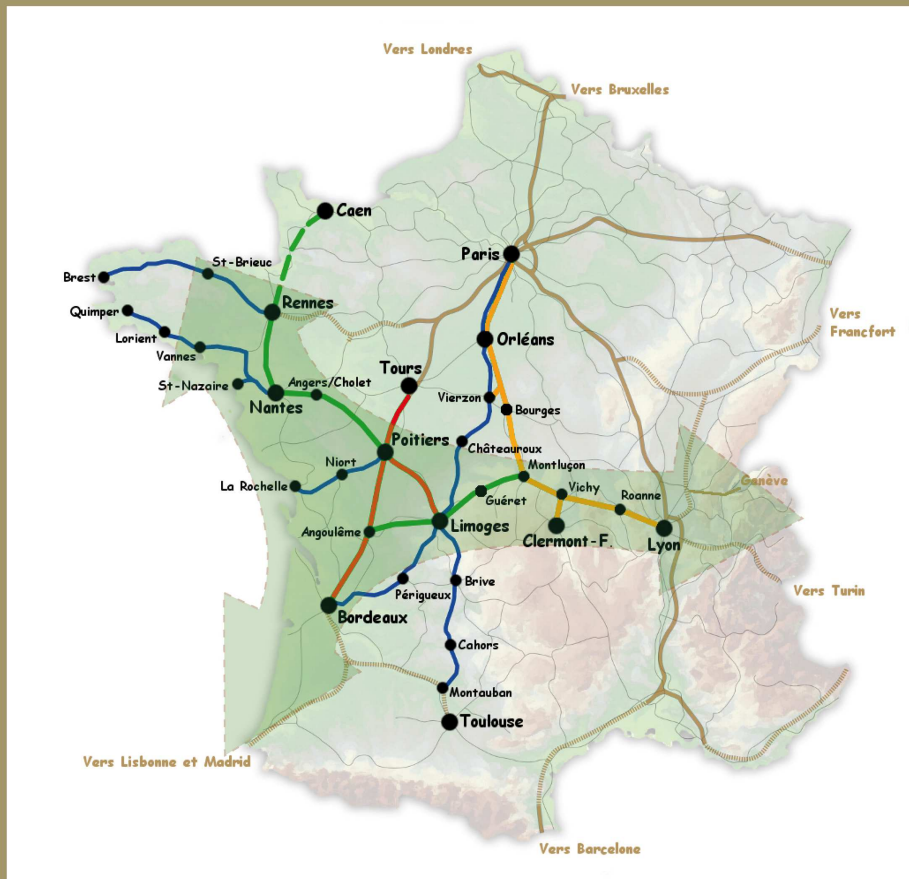 Vers Londres
Vers Bruxelles
Caen
Paris
St-Brieuc
Brest
Rennes
Quimper
Lorient
Vannes
Vers
Francfort
Orléans
Tours
St-Nazaire
Angers/Cholet
Nantes
Vierzon
Bourges
Poitiers
Châteauroux
Niort
Montluçon
La Rochelle
Vichy
Genève
Guéret
Roanne
Angoulême
Limoges
Clermont-F.
Lyon
Brive
Périgueux
Vers Turin
Bordeaux
Cahors
Montauban
Toulouse
Vers Lisbonne et Madrid
Vers Barcelone